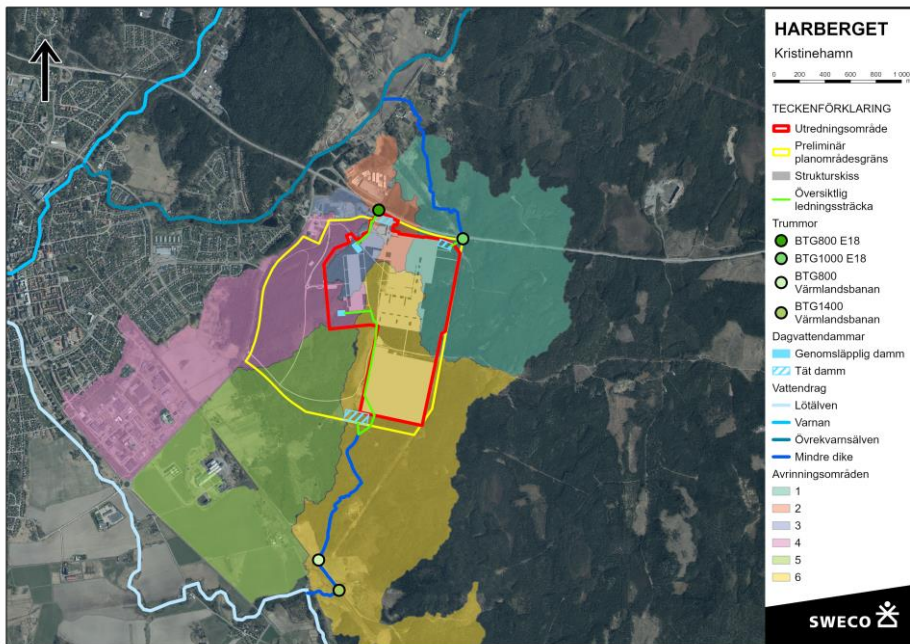 HARBERGET
Kristinehamn
0 200 400 600 800 1 000
m
TECKENFÖRKLARING
Utredningsområde
Preliminär
planområdesgräns
Strukturskiss
Översiktlig
ledningssträcka
Trummor
BTG800 E18
BTG1000 E18
BTG800
Värmlandsbanan
BTG1400
Värmlandsbanan
Dagvattendammar
Genomsläpplig damm
Tät damm
Vattendrag
Lötälven
Varnan
Övrekvarnsälven
Mindre dike
Avrinningsområden
1
2
3
4
5
6
SWECO